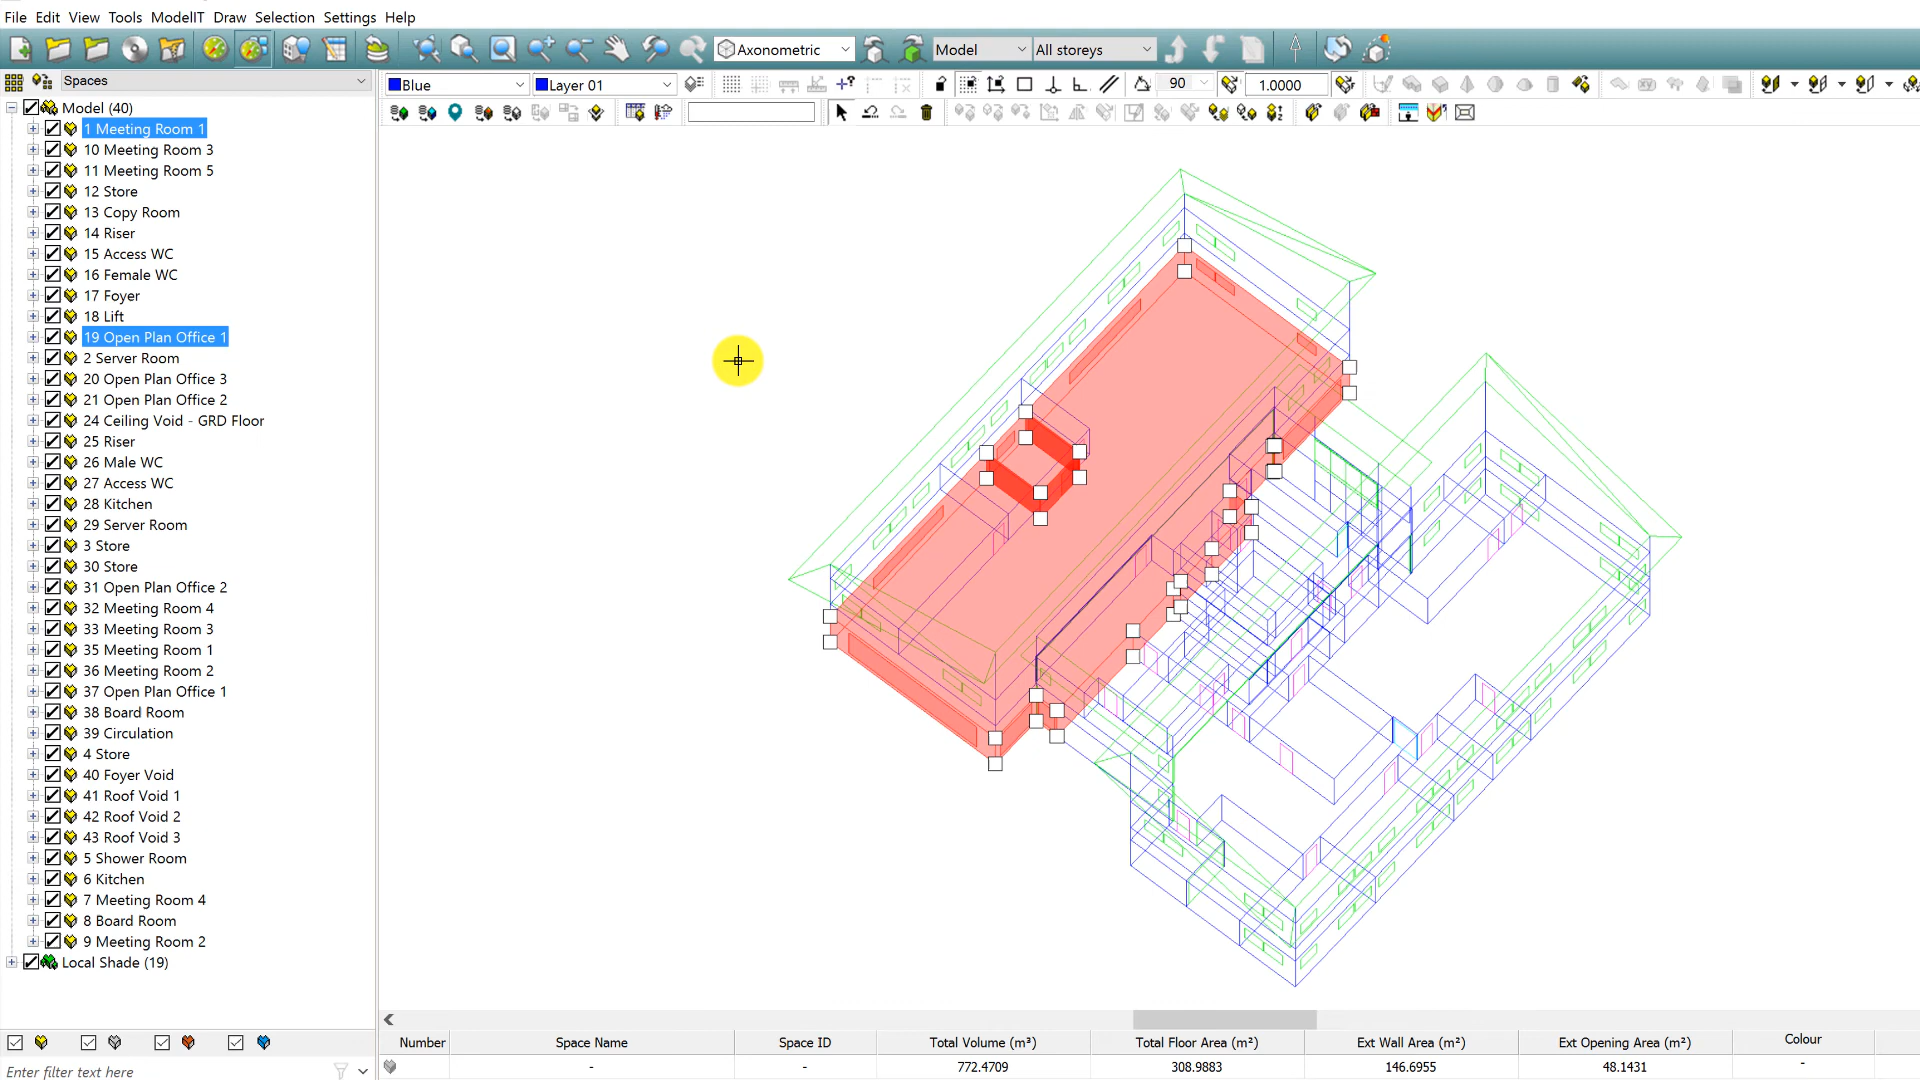 File Edit View Tools ModelIT Draw Selection Settings Help
Axonometric Model All storeys
Spaces Blue Layer 01 90 1.0000
Model (40)
1 Meeting Room 1
10 Meeting Room 3
11 Meeting Room 5
12 Store
13 Copy Room
14 Riser
15 Access WC
16 Female WC
17 Foyer
18 Lift
19 Open Plan Office 1
2 Server Room
20 Open Plan Office 3
21 Open Plan Office 2
24 Ceiling Void - GRD Floor
25 Riser
26 Male WC
27 Access WC
28 Kitchen
29 Server Room
3 Store
30 Store
31 Open Plan Office 2
32 Meeting Room 4
33 Meeting Room 3
35 Meeting Room 1
36 Meeting Room 2
37 Open Plan Office 1
38 Board Room
39 Circulation
4 Store
40 Foyer Void
41 Roof Void 1
42 Roof Void 2
43 Roof Void 3
5 Shower Room
6 Kitchen
7 Meeting Room 4
8 Board Room
9 Meeting Room 2
Local Shade (19)
Enter filter text here
Number Space Name Space ID Total Volume (m³) Total Floor Area (m²) Ext Wall Area (m²) Ext Opening Area (m²) Colour
- - 772.4709 308.9883 146.6955 48.1431 -